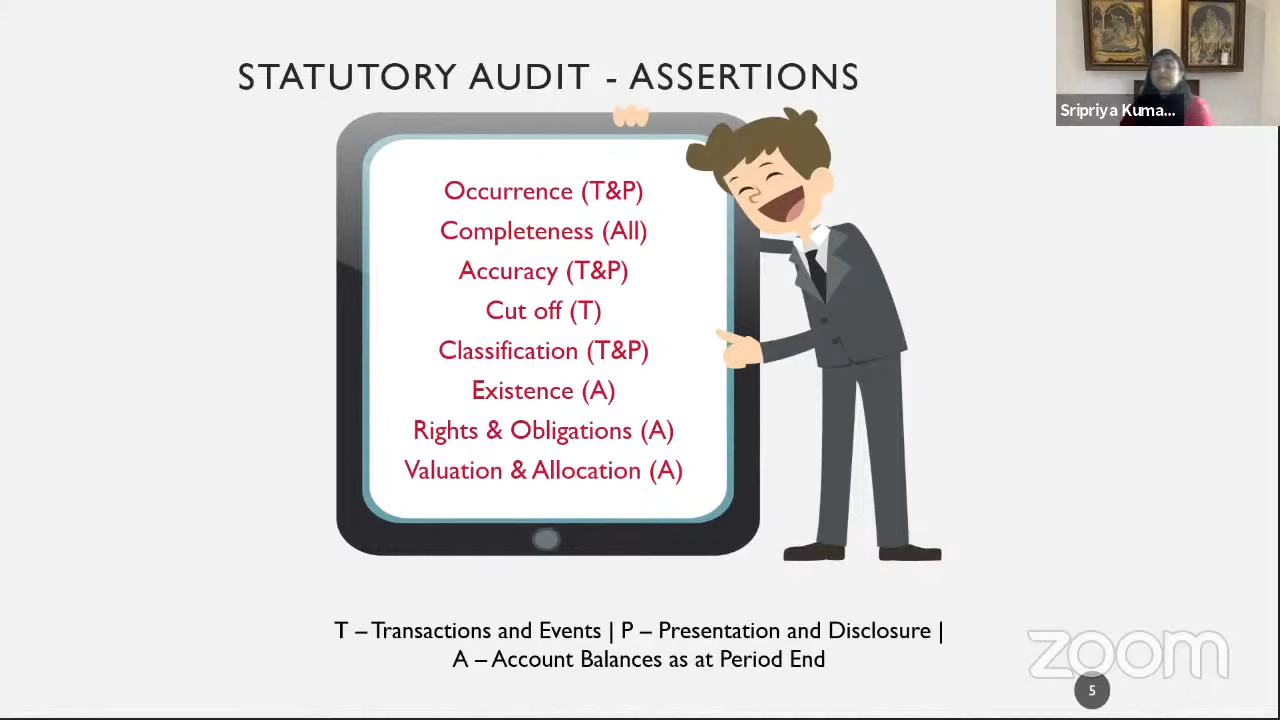 STATUTORY AUDIT - ASSERTIONS
Sripriya Kuma...
Occurrence (T&P)
Completeness (All)
Accuracy (T&P)
Cut off (T)
Classification (T&P)
Existence (A)
Rights & Obligations (A)
Valuation & Allocation (A)
T – Transactions and Events | P – Presentation and Disclosure |
A – Account Balances as at Period End
zoom
5